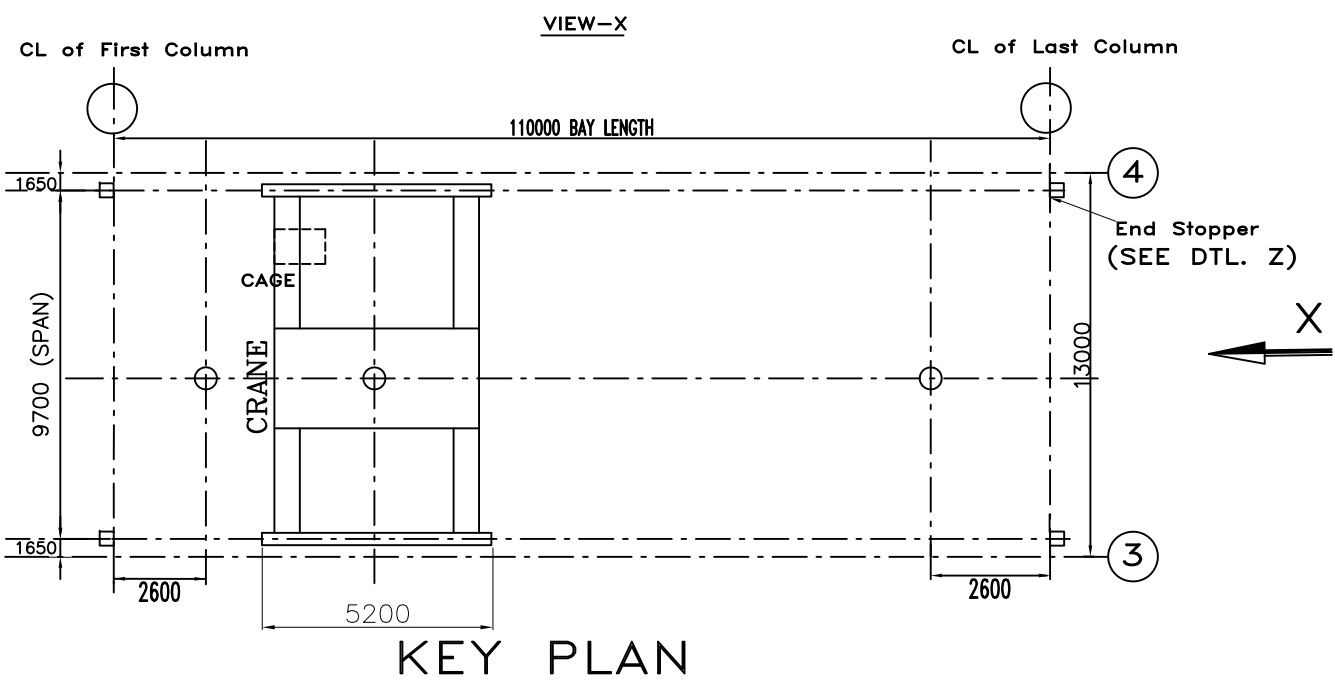 VIEW-X
CL of First Column
CL of Last Column
110000 BAY LENGTH
1650
4
End Stopper
(SEE DTL. Z)
CAGE
X
9700 (SPAN)
CRANE
13000
1650
3
2600
2600
5200
KEY PLAN